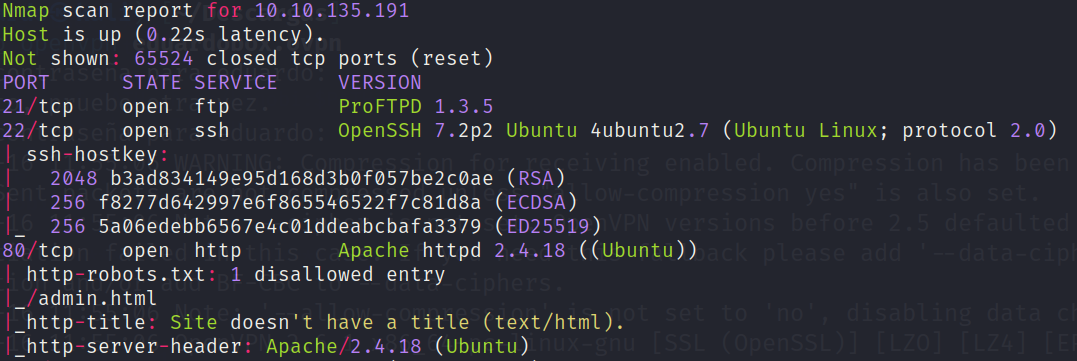 Nmap scan report for 10.10.135.191
Host is up (0.22s latency).
Not shown: 65524 closed tcp ports (reset)
PORT STATE SERVICE VERSION
21/tcp open ftp ProFTPD 1.3.5
22/tcp open ssh OpenSSH 7.2p2 Ubuntu 4ubuntu2.7 (Ubuntu Linux; protocol 2.0)
| ssh-hostkey:
| 2048 b3ad834149e95d168d3b0f057be2c0ae (RSA)
| 256 f8277d642997e6f865546522f7c81d8a (ECDSA)
|_ 256 5a06edebb6567e4c01ddeabcbafa3379 (ED25519)
80/tcp open http Apache httpd 2.4.18 ((Ubuntu))
| http-robots.txt: 1 disallowed entry
|_/admin.html
|_http-title: Site doesn't have a title (text/html).
|_http-server-header: Apache/2.4.18 (Ubuntu)